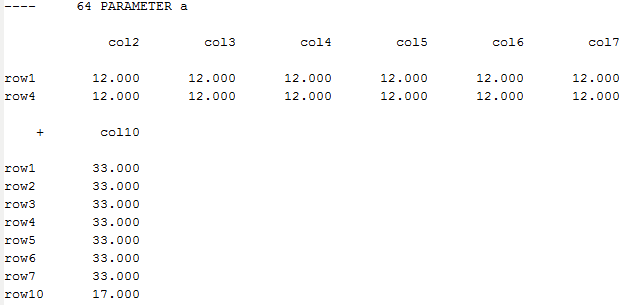 ---- 64 PARAMETER a
col2 col3 col4 col5 col6 col7
row1 12.000 12.000 12.000 12.000 12.000 12.000
row4 12.000 12.000 12.000 12.000 12.000 12.000
+ col10
row1 33.000
row2 33.000
row3 33.000
row4 33.000
row5 33.000
row6 33.000
row7 33.000
row10 17.000